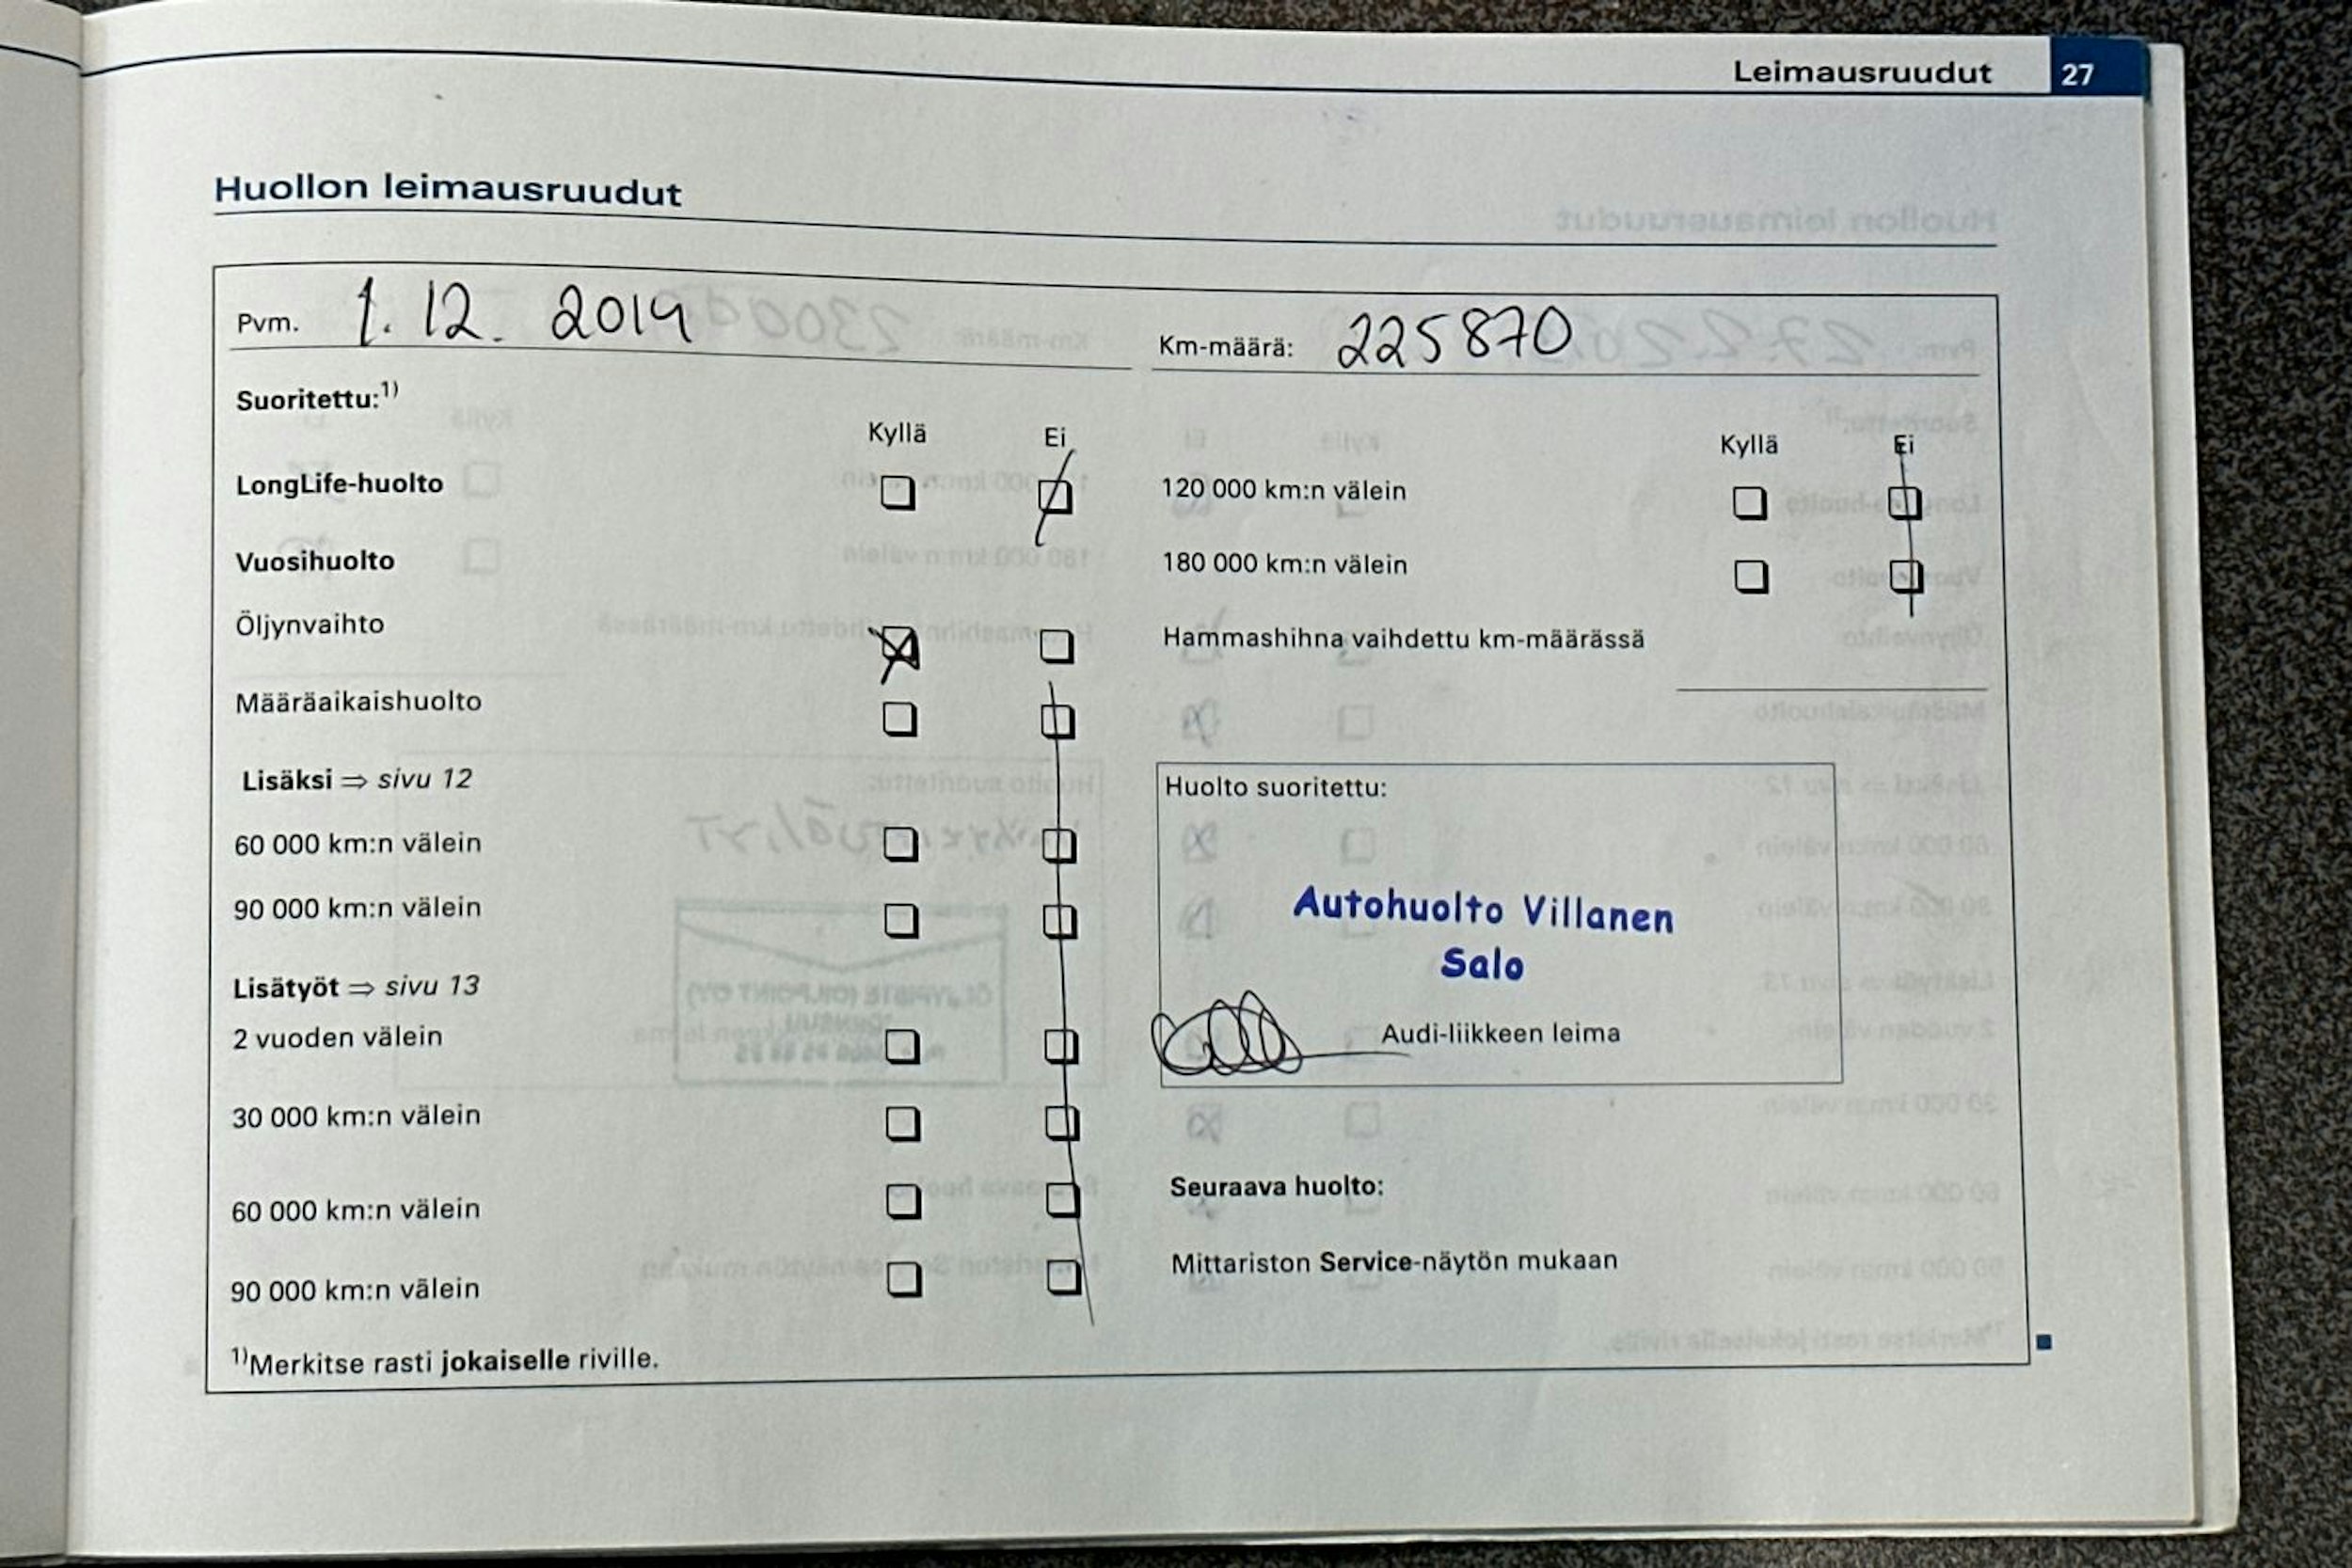 Leimausruudut 27
Huollon leimausruudut
Pvm. 1.12.2014
Km-määrä: 225870
Suoritettu:1)
Kyllä Ei
LongLife-huolto
Vuosihuolto
Öljynvaihto
Määräaikaishuolto
Lisäksi ⇒ sivu 12
60 000 km:n välein
90 000 km:n välein
Lisätyöt ⇒ sivu 13
2 vuoden välein
30 000 km:n välein
60 000 km:n välein
90 000 km:n välein
1)Merkitse rasti jokaiselle riville.
Kyllä Ei
120 000 km:n välein
180 000 km:n välein
Hammashihna vaihdettu km-määrässä
Huolto suoritettu:
Autohuolto Villanen
Salo
Audi-liikkeen leima
Seuraava huolto:
Mittariston Service-näytön mukaan